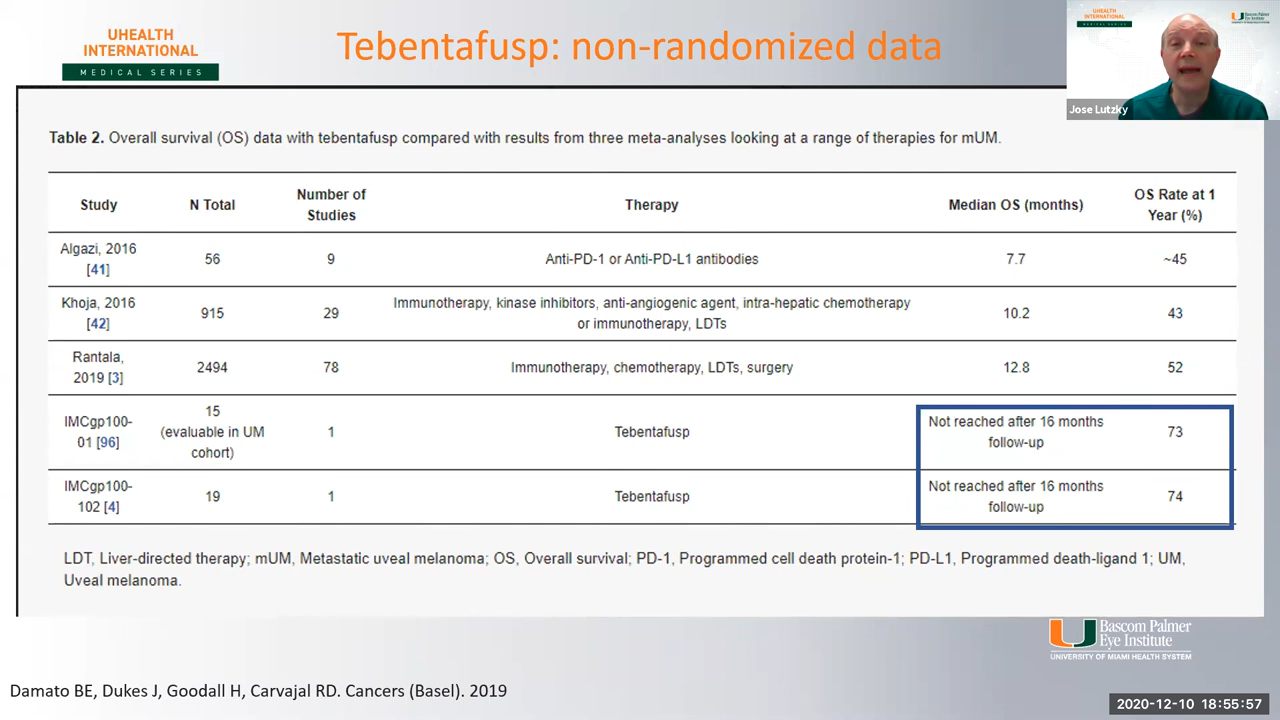 UHEALTH
INTERNATIONAL
MEDICAL SERIES
Tebentafusp: non-randomized data
Jose Lutzky
Table 2. Overall survival (OS) data with tebentafusp compared with results from three meta-analyses looking at a range of therapies for mUM.
Study N Total Number of Studies Therapy Median OS (months) OS Rate at 1 Year (%)
Algazi, 2016 [41] 56 9 Anti-PD-1 or Anti-PD-L1 antibodies 7.7 ~45
Khoja, 2016 [42] 915 29 Immunotherapy, kinase inhibitors, anti-angiogenic agent, intra-hepatic chemotherapy or immunotherapy, LDTs 10.2 43
Rantala, 2019 [3] 2494 78 Immunotherapy, chemotherapy, LDTs, surgery 12.8 52
IMCgp100-01 [96] 15 (evaluable in UM cohort) 1 Tebentafusp Not reached after 16 months follow-up 73
IMCgp100-102 [4] 19 1 Tebentafusp Not reached after 16 months follow-up 74
LDT, Liver-directed therapy; mUM, Metastatic uveal melanoma; OS, Overall survival; PD-1, Programmed cell death protein-1; PD-L1, Programmed death-ligand 1; UM,
Uveal melanoma.
Bascom Palmer
Eye Institute
UNIVERSITY OF MIAMI HEALTH SYSTEM
Damato BE, Dukes J, Goodall H, Carvajal RD. Cancers (Basel). 2019
2020-12-10 18:55:57